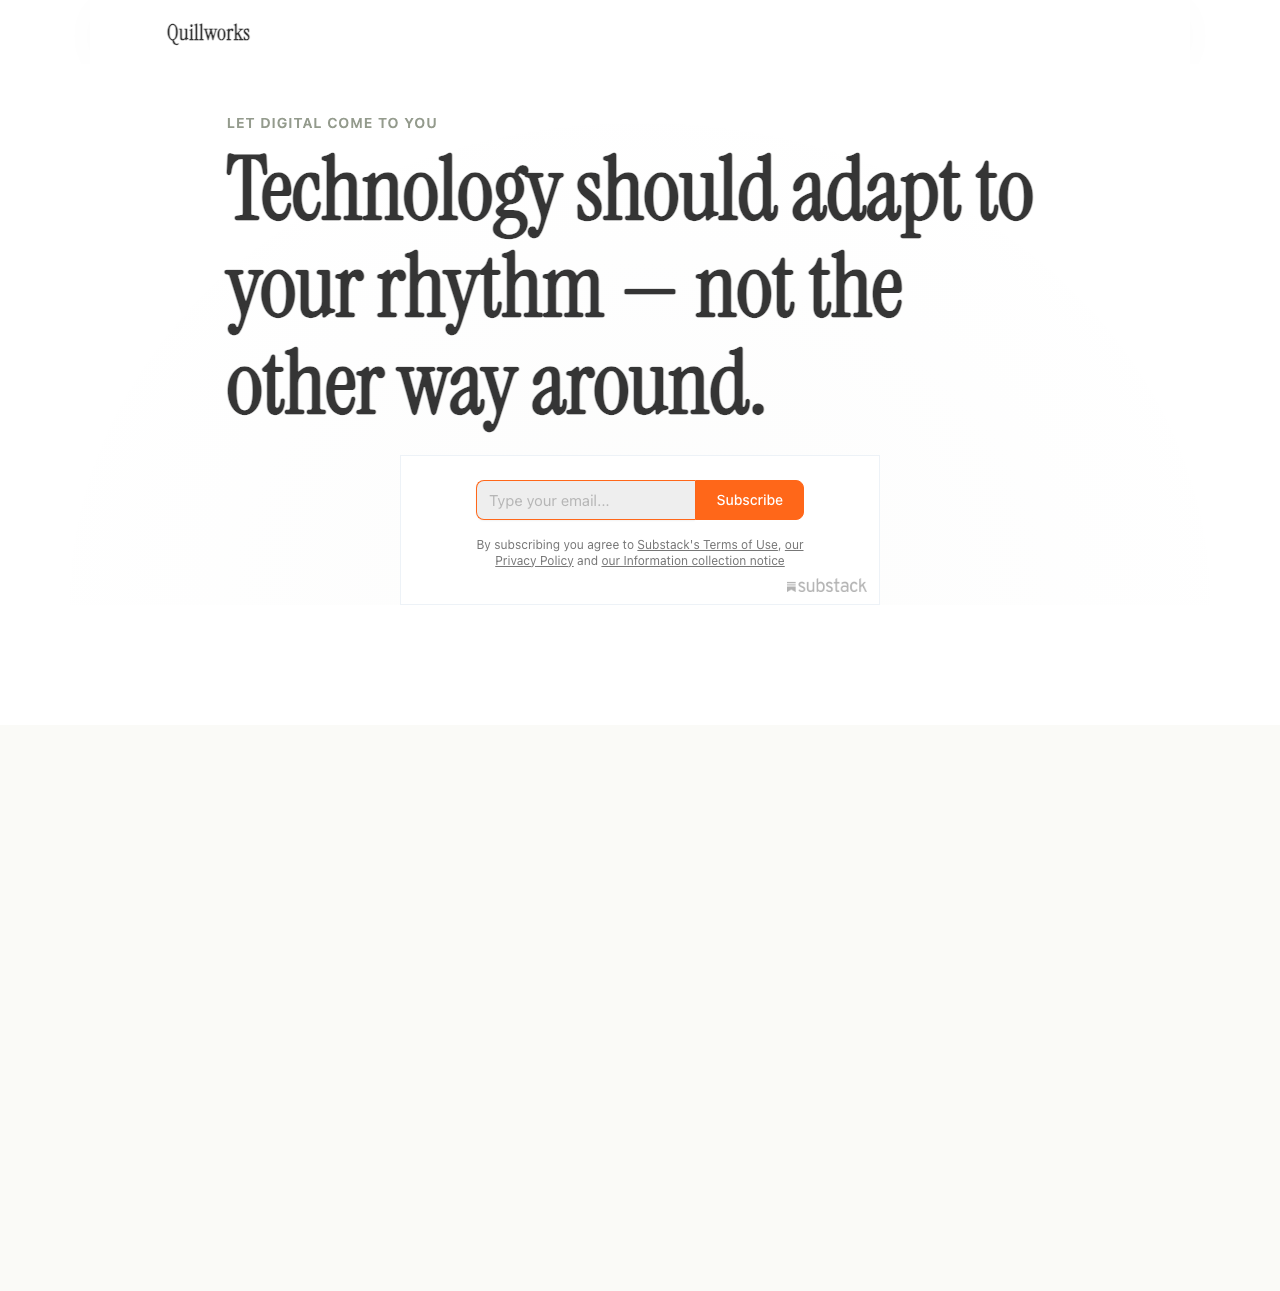 Quillworks
LET DIGITAL COME TO YOU
Technology should adapt to
your rhythm — not the
other way around.
Type your email...
Subscribe
By subscribing you agree to Substack's Terms of Use, our
Privacy Policy and our Information collection notice
substack